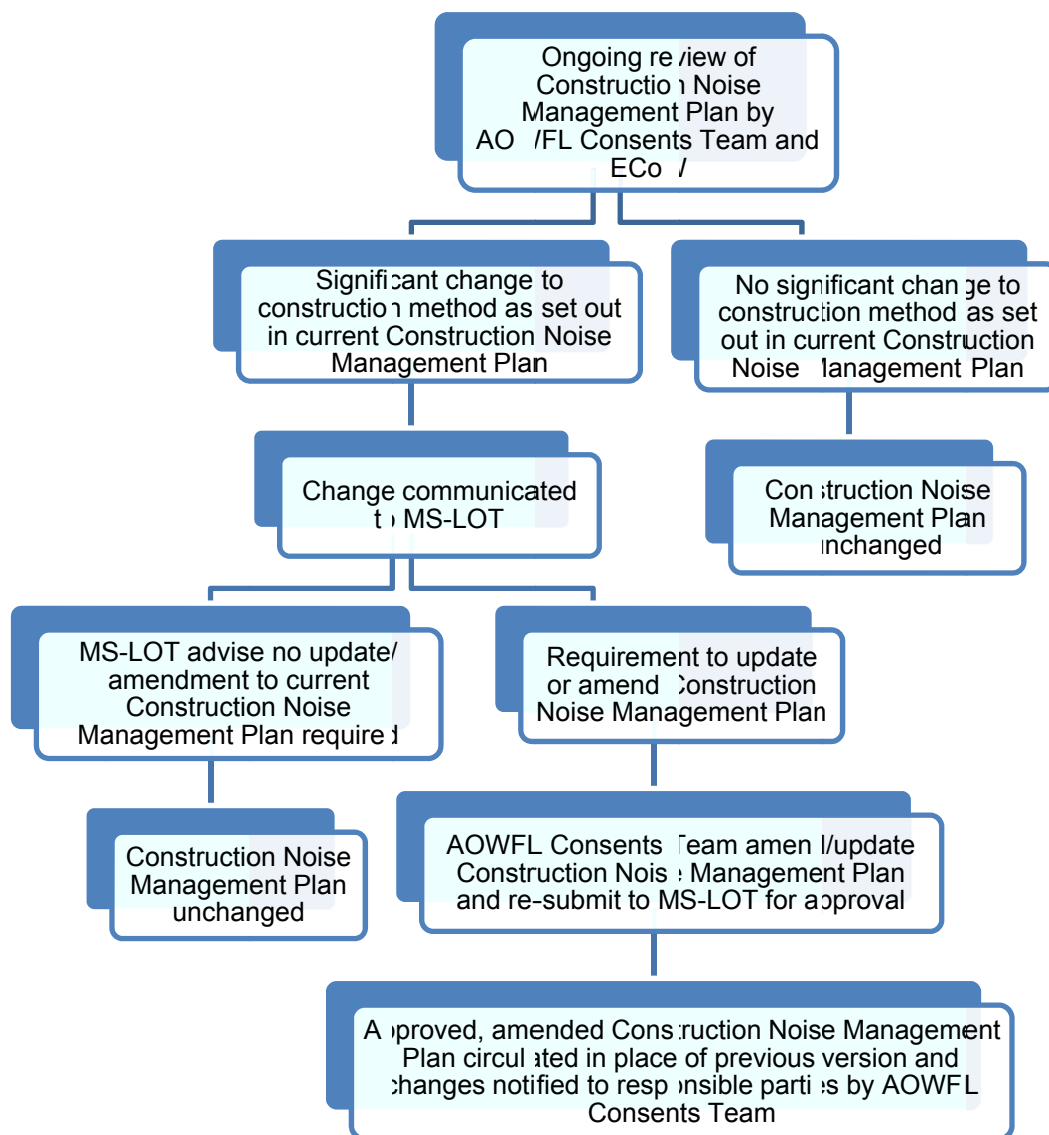 Ongoing review of
Construction Noise
Management Plan by
AOWFL Consents Team and
ECoW
Significant change to
construction method as set out
in current Construction Noise
Management Plan
No significant change to
construction method as set
out in current Construction
Noise Management Plan
Change communicated
to MS-LOT
Construction Noise
Management Plan
unchanged
MS-LOT advise no update/
amendment to current
Construction Noise
Management Plan required
Requirement to update
or amend Construction
Noise Management Plan
Construction Noise
Management Plan
unchanged
AOWFL Consents Team amend/update
Construction Noise Management Plan
and re-submit to MS-LOT for approval
Approved, amended Construction Noise Management
Plan circulated in place of previous version and
changes notified to responsible parties by AOWFL
Consents Team